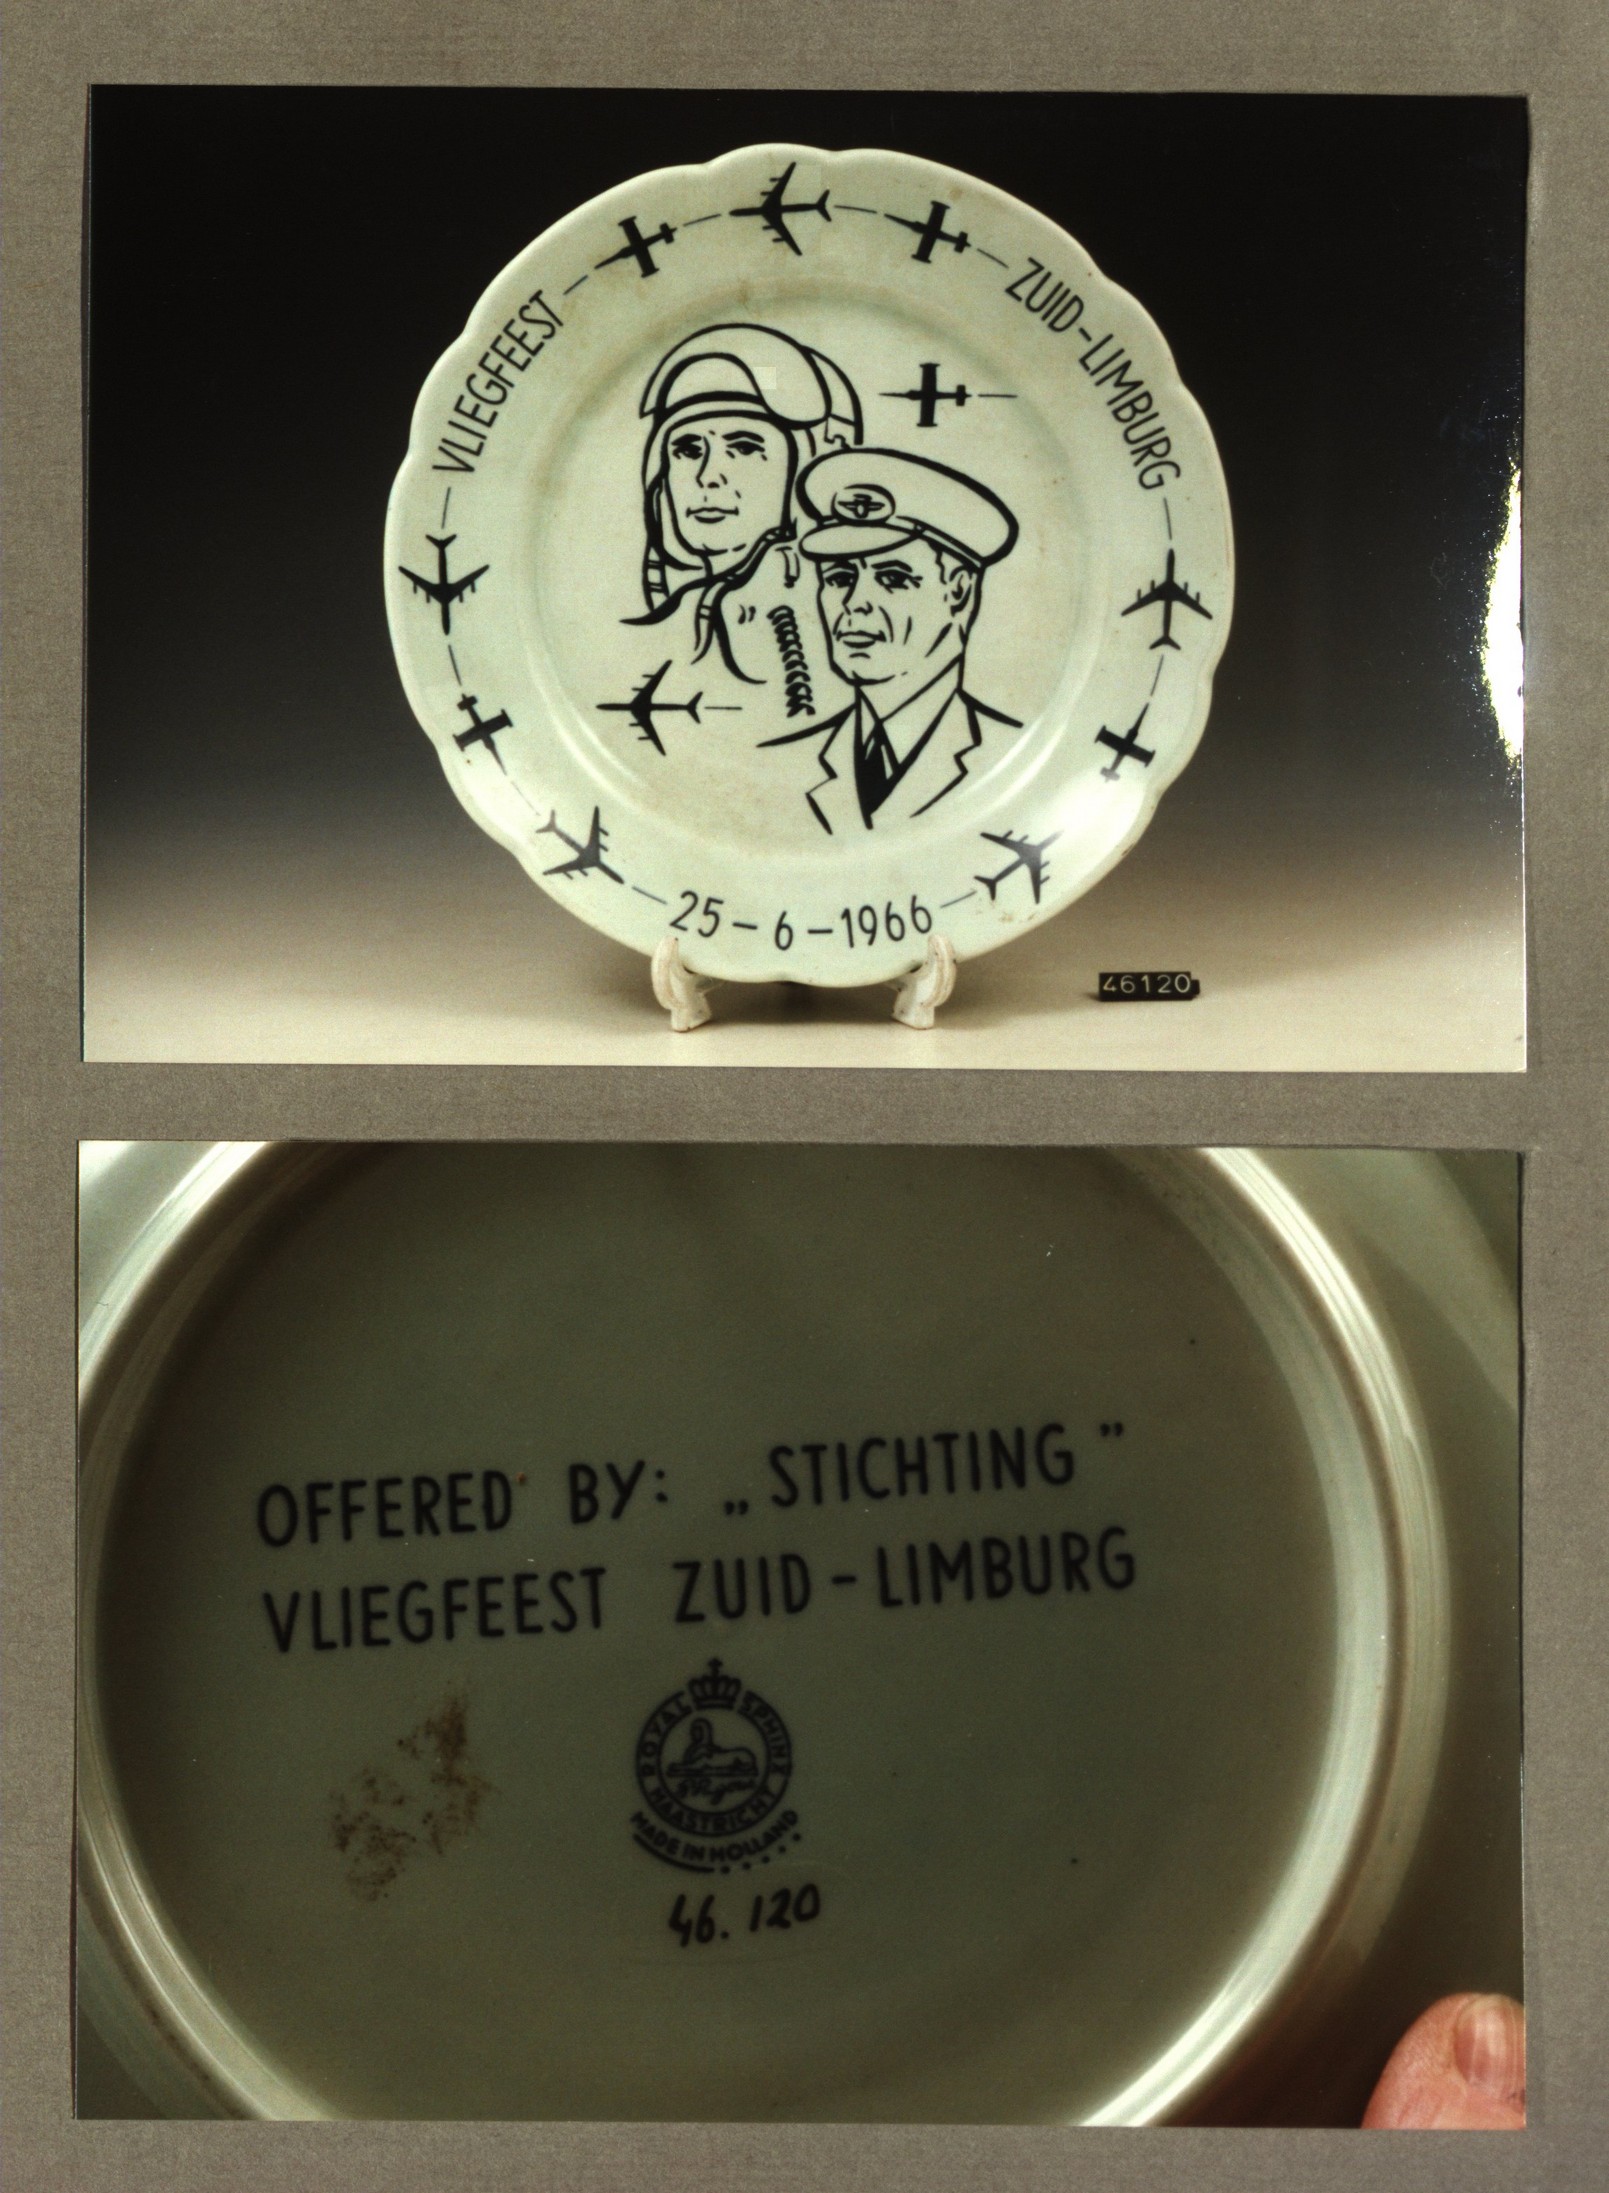 VLIEGFEEST
ZUID-LIMBURG
25-6-1966
46120
OFFERED BY: „STICHTING”
VLIEGFEEST ZUID-LIMBURG
ROYAL SPHINX
MAASTRICHT
MADE IN HOLLAND
46.120